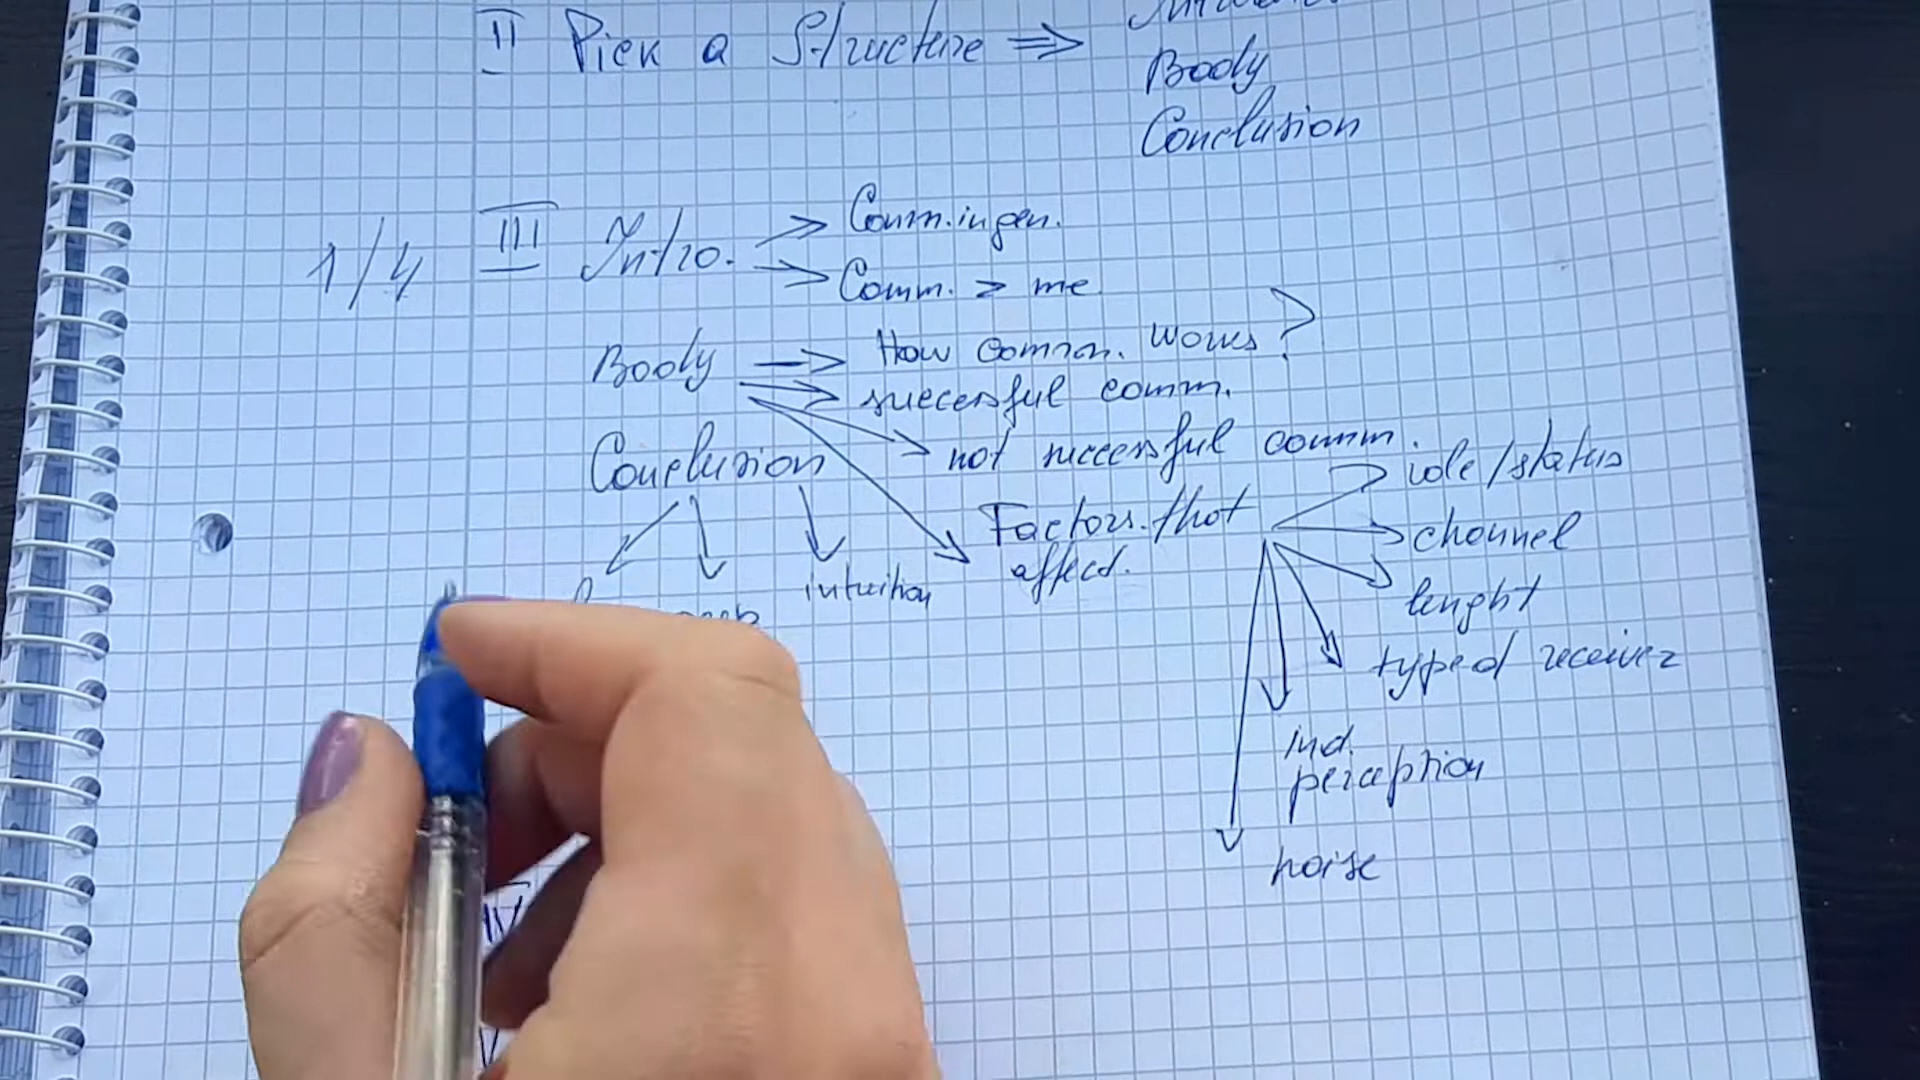 II Pick a Structure ⇒
Body
Conclusion
1/4 III Intro.
Comm. in gen.
Comm. > me
Body → How comm. works?
successful comm.
not successful comm.
Conclusion
Factors that
affect.
role/status
channel
lenght
type of receiver
ind.
perception
noise
intuition
IV
V